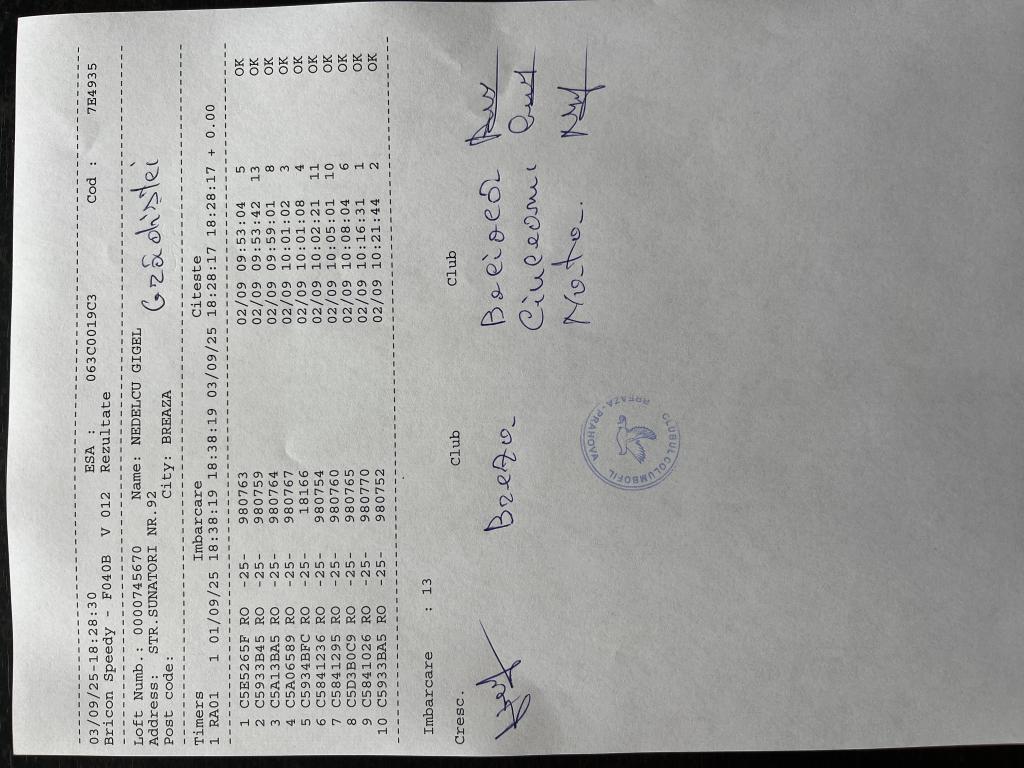 03/09/25-18:28:30 ESA : 063C0019C3 Cod : 7E4935
Bricon Speedy - F040B V 012 Rezultate
Loft Numb.: 0000745670 Name: NEDELCU GIGEL
Address: STR.SUNATORI NR.92
Post code: City: BREAZA
Grădiștei
Timers Imbarcare Citeste
1 RA01 1 01/09/25 18:38:19 18:38:19 03/09/25 18:28:17 18:28:17 + 0.00
1 C5E5265F RO -25- 980763 02/09 09:53:04 5 OK
2 C5933B45 RO -25- 980759 02/09 09:53:42 13 OK
3 C5A13BA5 RO -25- 980764 02/09 09:59:01 8 OK
4 C5A06589 RO -25- 980767 02/09 10:01:02 3 OK
5 C5934BFC RO -25- 18166 02/09 10:01:08 4 OK
6 C5841236 RO -25- 980754 02/09 10:02:21 11 OK
7 C5841295 RO -25- 980760 02/09 10:05:01 10 OK
8 C5D3B0C9 RO -25- 980765 02/09 10:08:04 6 OK
9 C5841026 RO -25- 980770 02/09 10:16:31 1 OK
10 C5933BA5 RO -25- 980752 02/09 10:21:44 2 OK
Imbarcare : 13
Cresc. Club Club
Breaza
CLUBUL COLUMBOFIL
BREAZA - PRAHOVA